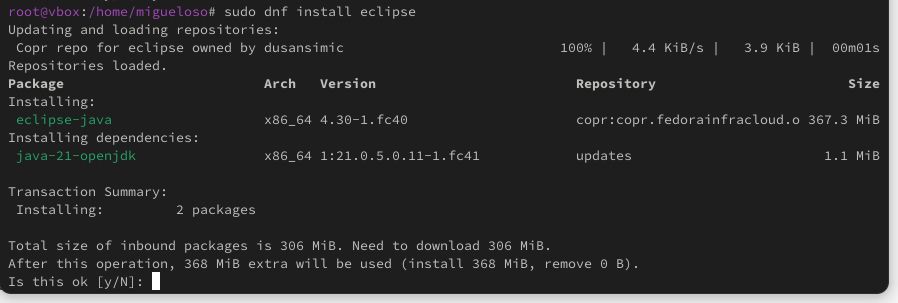 root@vbox:/home/migueloso# sudo dnf install eclipse
Updating and loading repositories:
 Copr repo for eclipse owned by dusansimic                           100% |   4.4 KiB/s |   3.9 KiB |  00m01s
Repositories loaded.
Package                         Arch   Version                         Repository                          Size
Installing:
 eclipse-java                   x86_64 4.30-1.fc40                     copr:copr.fedorainfracloud.o 367.3 MiB
Installing dependencies:
 java-21-openjdk                x86_64 1:21.0.5.0.11-1.fc41            updates                        1.1 MiB
Transaction Summary:
 Installing:         2 packages
Total size of inbound packages is 306 MiB. Need to download 306 MiB.
After this operation, 368 MiB extra will be used (install 368 MiB, remove 0 B).
Is this ok [y/N]: